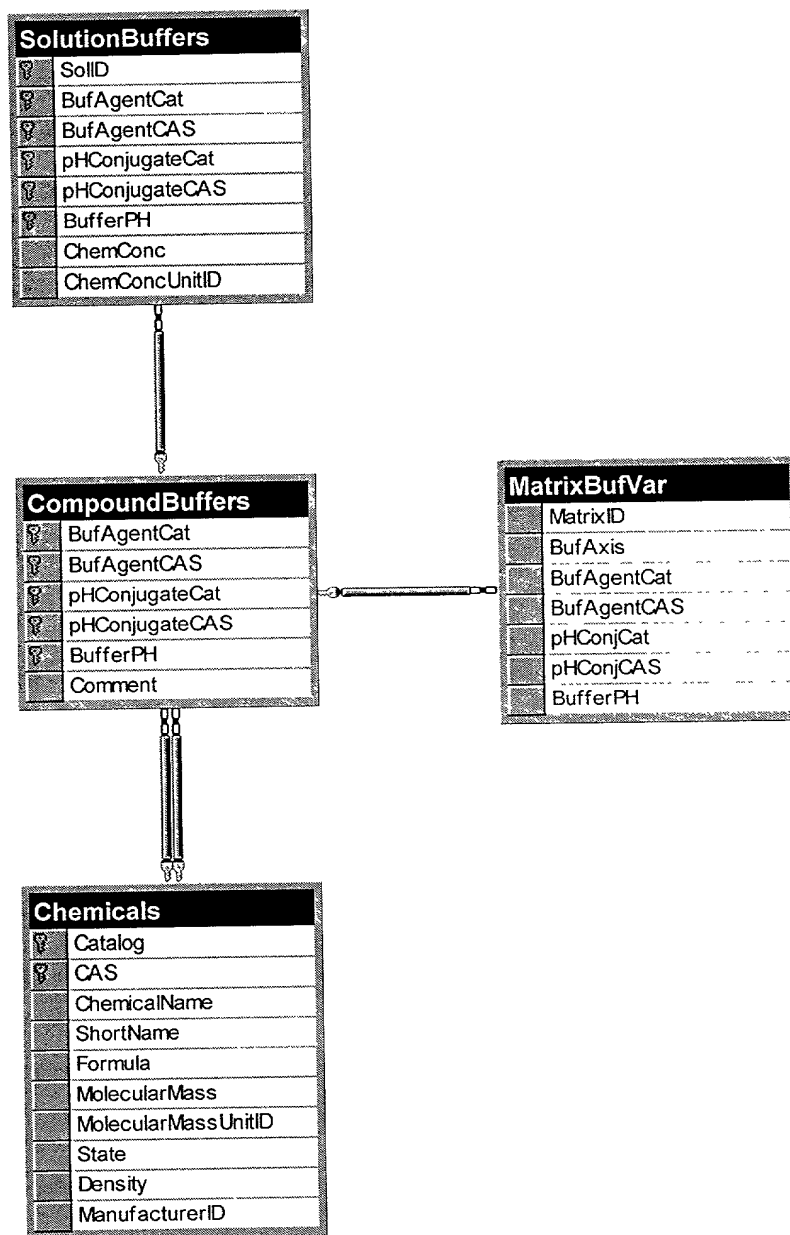 SolutionBuffers
SolID
BufAgentCat
BufAgentCAS
pHConjugateCat
pHConjugateCAS
BufferPH
ChemConc
ChemConcUnitID
CompoundBuffers
BufAgentCat
BufAgentCAS
pHConjugateCat
pHConjugateCAS
BufferPH
Comment
MatrixBufVar
MatrixID
BufAxis
BufAgentCat
BufAgentCAS
pHConjCat
pHConjCAS
BufferPH
Chemicals
Catalog
CAS
ChemicalName
ShortName
Formula
MolecularMass
MolecularMassUnitID
State
Density
ManufacturerID